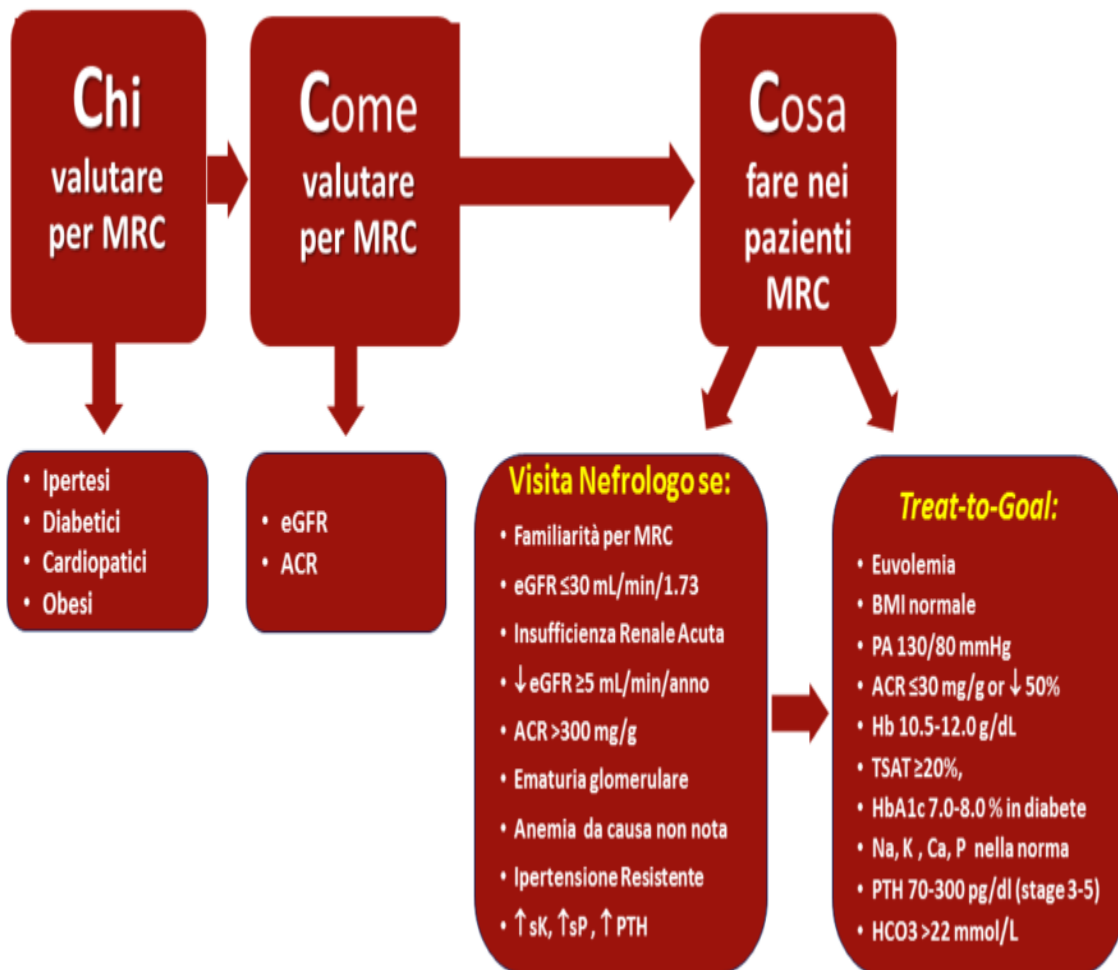 Chi
valutare
per MRC
Come
valutare
per MRC
Cosa
fare nei
pazienti
MRC
• Ipertesi
• Diabetici
• Cardiopatici
• Obesi
• eGFR
• ACR
Visita Nefrologo se:
• Familiarità per MRC
• eGFR ≤30 mL/min/1.73
• Insufficienza Renale Acuta
• ↓eGFR ≥5 mL/min/anno
• ACR >300 mg/g
• Ematuria glomerulare
• Anemia da causa non nota
• Ipertensione Resistente
• ↑sK, ↑sP , ↑ PTH
Treat-to-Goal:
• Euvolemia
• BMI normale
• PA 130/80 mmHg
• ACR ≤30 mg/g or ↓ 50%
• Hb 10.5-12.0 g/dL
• TSAT ≥20%,
• HbA1c 7.0-8.0 % in diabete
• Na, K , Ca, P nella norma
• PTH 70-300 pg/dl (stage 3-5)
• HCO3 >22 mmol/L